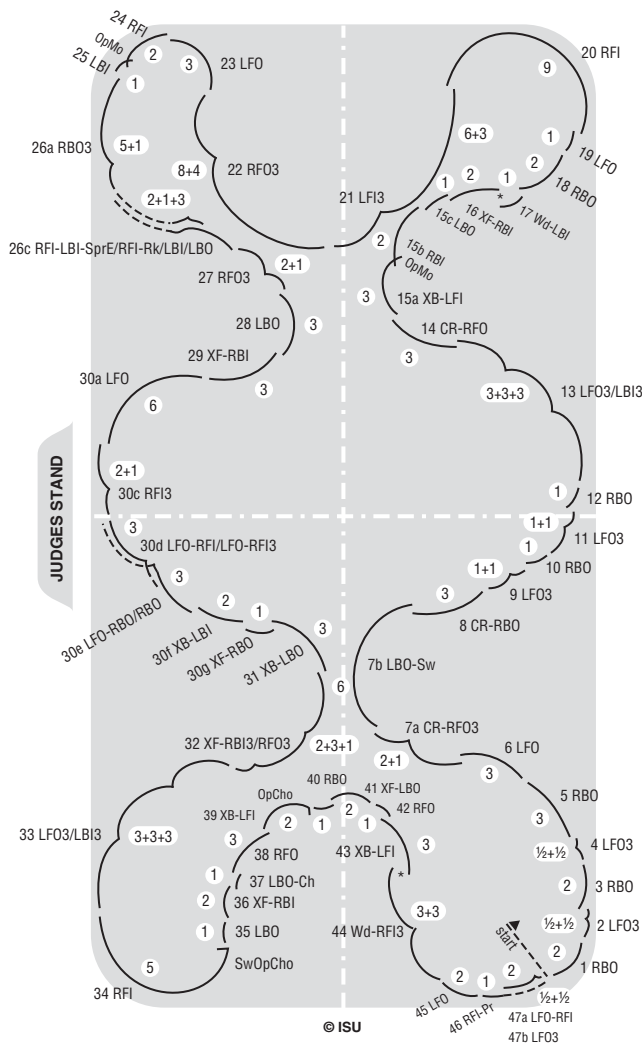 24 RFI
OpMo
25 LBI
2
3
1
23 LFO
20 RFI
9
26a RBO3
5+1
8+4
2+1+3
22 RFO3
6+3
1
19 LFO
2
18 RBO
1
2
1
*
17 Wd-LBI
16 XF-RBI
15c LBO
21 LFI3
2
15b RBI
OpMo
26c RFI-LBI-SprE/RFI-Rk/LBI/LBO
2+1
27 RFO3
3
15a XB-LFI
28 LBO
3
14 CR-RFO
3
29 XF-RBI
3
30a LFO
6
3+3+3
13 LFO3/LBI3
JUDGES STAND
2+1
30c RFI3
1
12 RBO
1+1
11 LFO3
3
30d LFO-RFI/LFO-RFI3
1
10 RBO
1+1
9 LFO3
3
30e LFO-RBO/RBO
2
30f XB-LBI
1
30g XF-RBO
3
31 XB-LBO
3
8 CR-RBO
7b LBO-Sw
6
32 XF-RBI3/RFO3
2+3+1
7a CR-RFO3
2+1
6 LFO
3
5 RBO
3
4 LFO3
½+½
33 LFO3/LBI3
3+3+3
39 XB-LFI
3
OpCho
2
40 RBO
1
41 XF-LBO
2
1
42 RFO
3
38 RFO
43 XB-LFI
*
1
37 LBO-Ch
2
36 XF-RBI
1
35 LBO
SwOpCho
5
34 RFI
3+3
44 Wd-RFI3
2
3 RBO
½+½
2 LFO3
start
2
1 RBO
2
1
2
45 LFO
46 RFI-Pr
½+½
47a LFO-RFI
47b LFO3
© ISU